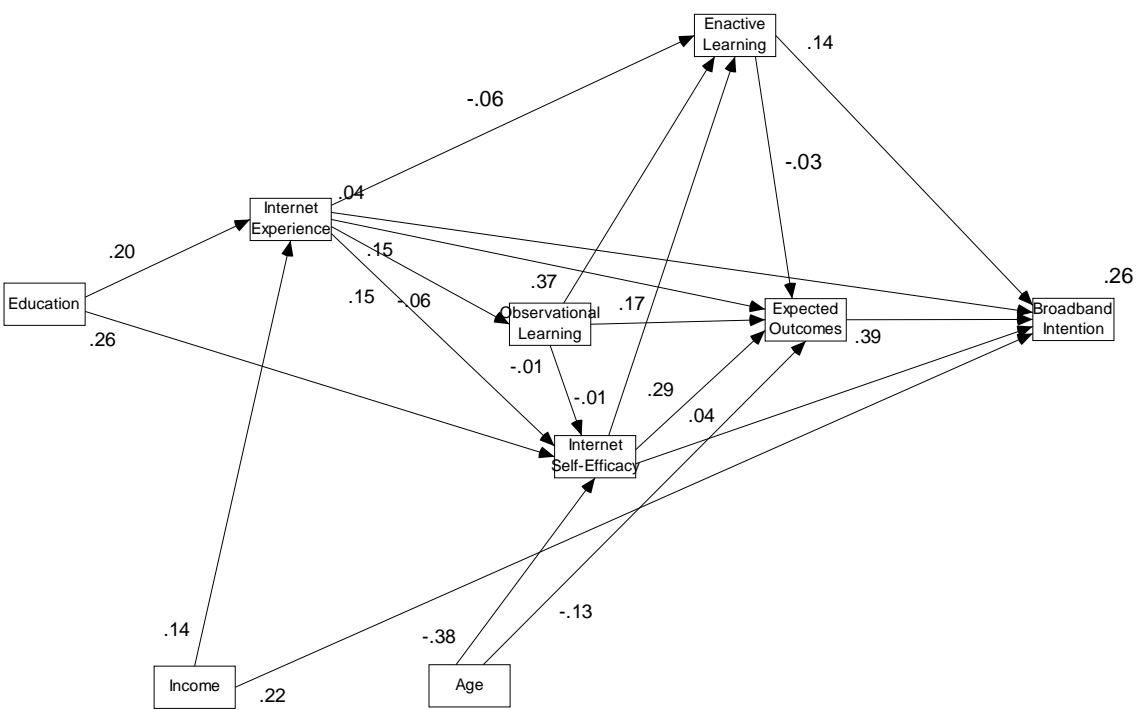 Enactive
Learning
.14
-.06
-.03
.04
Internet
Experience
.20
.15
.26
.37
.15
-.06
.17
Education
Observational
Learning
Expected
Outcomes
Broadband
Intention
.39
.26
-.01
-.01
.29
.04
Internet
Self-Efficacy
-.13
.14
-.38
Income
.22
Age